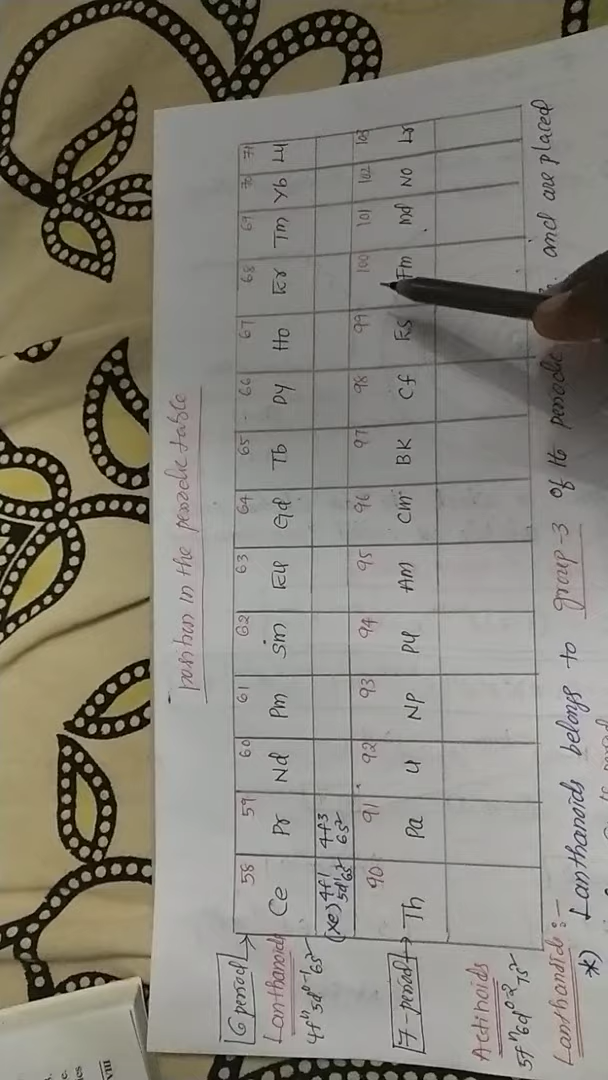 position in the periodic table
6 period → 58 59 60 61 62 63 64 65 66 67 68 69 70 71
Lanthanoids Ce Pr Nd Pm Sm Eu Gd Tb Dy Ho Er Tm Yb Lu
4fⁿ 5d⁰⁻¹ 6s² (Xe) 4f1 5d¹ 6s² 4f3 6s²
7-period → 90 91 92 93 94 95 96 97 98 99 100 101 102 103
Th Pa U NP PU Am Cm BK Cf Es Fm md NO Lr
Actinoids
5fⁿ 6d⁰⁻² 7s²
Lanthanoids :-
*) Lanthanoids belongs to group-3 of the periodic and are placed
VIII